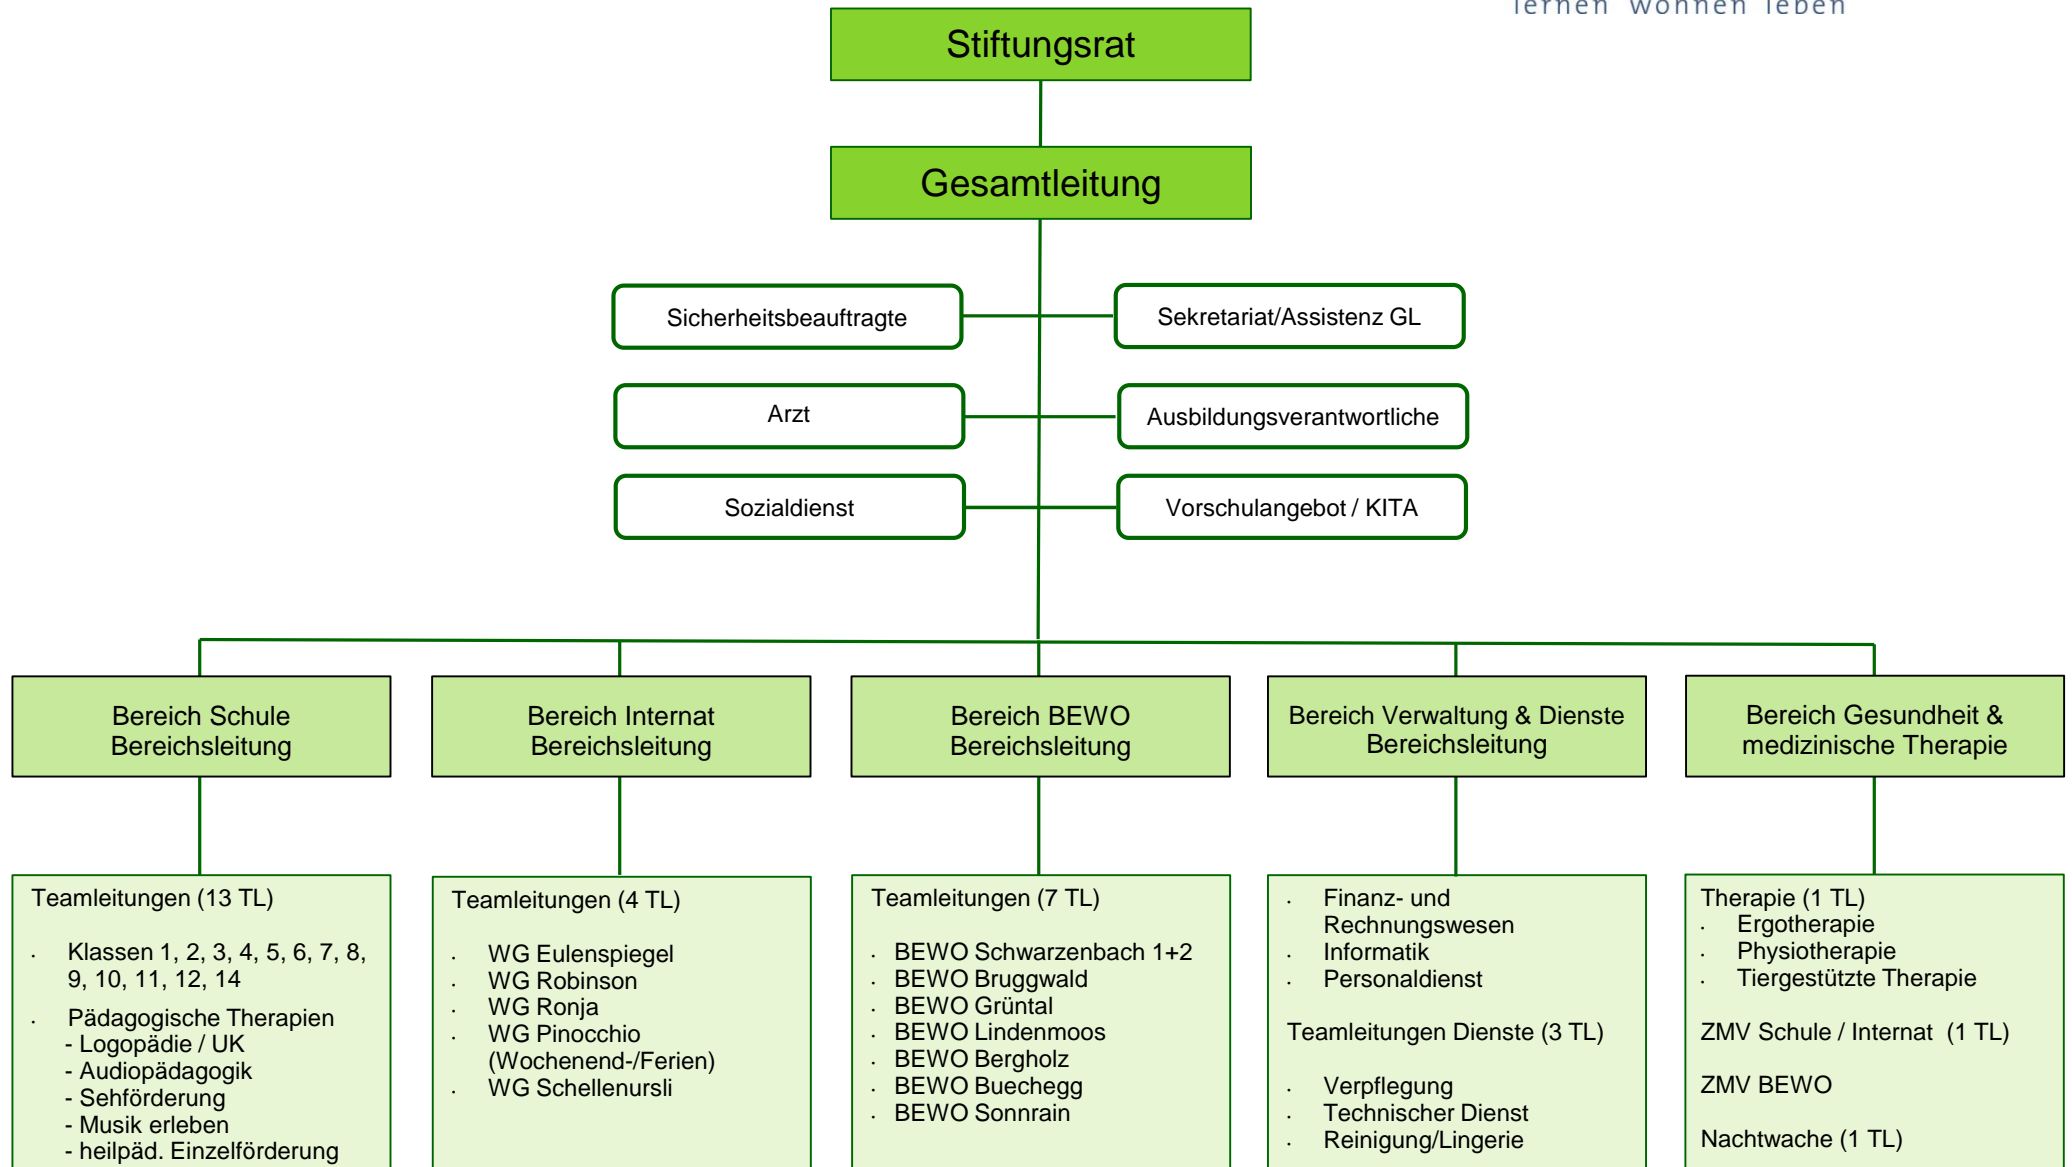 lernen wohnen leben
Stiftungsrat
Gesamtleitung
Sicherheitsbeauftragte
Sekretariat/Assistenz GL
Arzt
Ausbildungsverantwortliche
Sozialdienst
Vorschulangebot / KITA
Bereich Schule
Bereichsleitung
Bereich Internat
Bereichsleitung
Bereich BEWO
Bereichsleitung
Bereich Verwaltung & Dienste
Bereichsleitung
Bereich Gesundheit &
medizinische Therapie
Teamleitungen (13 TL)
· Klassen 1, 2, 3, 4, 5, 6, 7, 8,
9, 10, 11, 12, 14
· Pädagogische Therapien
- Logopädie / UK
- Audiopädagogik
- Sehförderung
- Musik erleben
- heilpäd. Einzelförderung
Teamleitungen (4 TL)
· WG Eulenspiegel
· WG Robinson
· WG Ronja
· WG Pinocchio
(Wochenend-/Ferien)
· WG Schellenursli
Teamleitungen (7 TL)
· BEWO Schwarzenbach 1+2
· BEWO Bruggwald
· BEWO Grüntal
· BEWO Lindenmoos
· BEWO Bergholz
· BEWO Buechegg
· BEWO Sonnrain
· Finanz- und
Rechnungswesen
· Informatik
· Personaldienst
Teamleitungen Dienste (3 TL)
· Verpflegung
· Technischer Dienst
· Reinigung/Lingerie
Therapie (1 TL)
· Ergotherapie
· Physiotherapie
· Tiergestützte Therapie
ZMV Schule / Internat (1 TL)
ZMV BEWO
Nachtwache (1 TL)